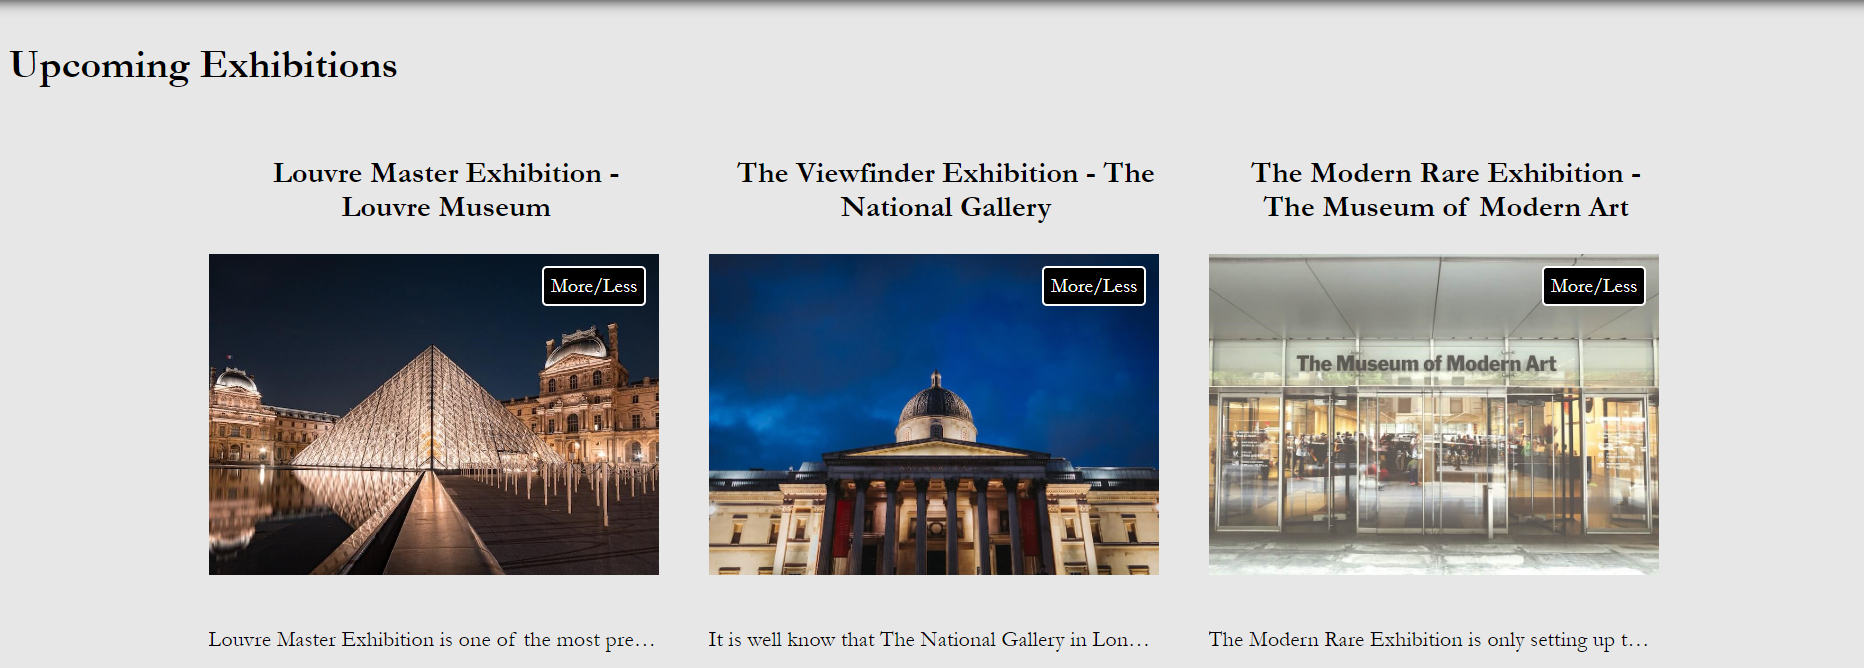 Upcoming Exhibitions
Louvre Master Exhibition -
Louvre Museum
More/Less
Louvre Master Exhibition is one of the most pre...
The Viewfinder Exhibition - The
National Gallery
More/Less
It is well know that The National Gallery in Lon...
The Modern Rare Exhibition -
The Museum of Modern Art
More/Less
The Museum of Modern Art
The Modern Rare Exhibition is only setting up t...